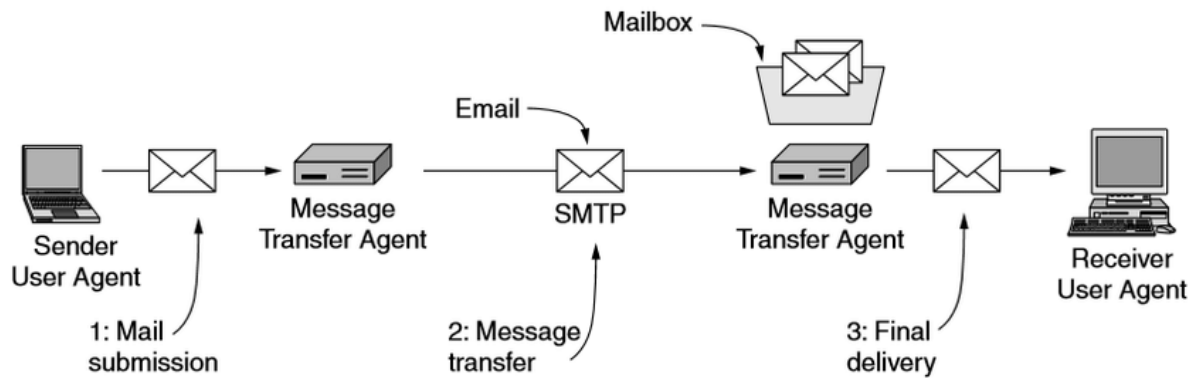 Mailbox
Email
SMTP
Sender
User Agent
Message
Transfer Agent
Message
Transfer Agent
Receiver
User Agent
1: Mail
submission
2: Message
transfer
3: Final
delivery